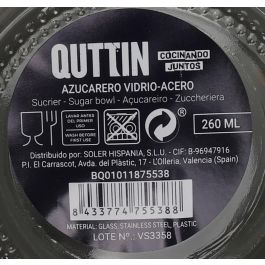 QUTTIN
COCINANDO
JUNTOS
AZUCARERO VIDRIO-ACERO
Sucrier - Sugar bowl - Açucareiro - Zuccheriera
LAVAR ANTES
DEL PRIMER
USO
WASH BEFORE
FIRST USE
260 ML
Distribuido por: SOLER HISPANIA, S.L.U. - CIF: B-96947916
P.I. El Carrascot, Avda. del Plàstic, 17 - L'Olleria, Valencia (Spain)
BQ01011875538
8 433774 755388
MATERIAL: GLASS, STAINLESS STEEL, PLASTIC
LOTE Nº.: VS3358